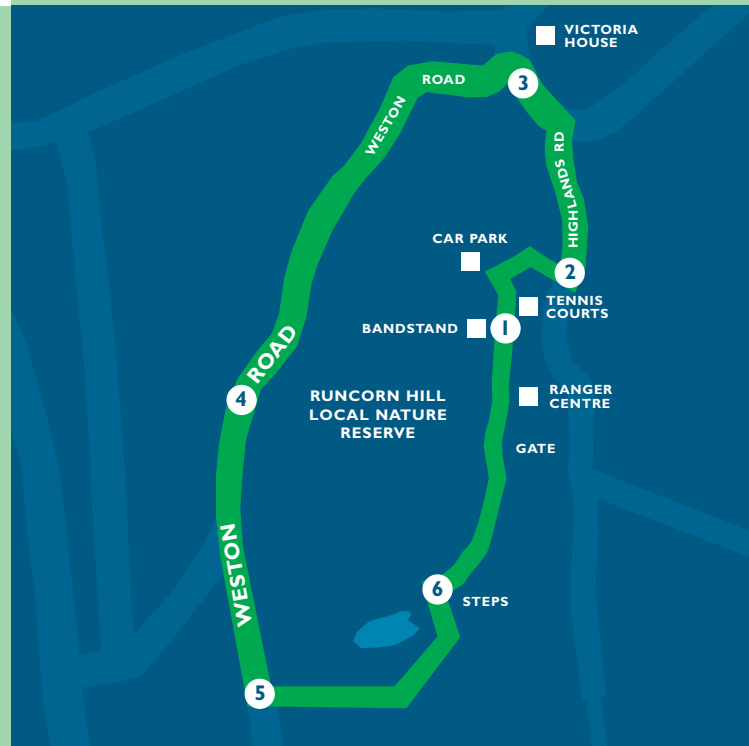 VICTORIA
HOUSE
ROAD
3
WESTON
HIGHLANDS RD
CAR PARK
2
TENNIS
COURTS
BANDSTAND
1
ROAD
RUNCORN HILL
LOCAL NATURE
RESERVE
RANGER
CENTRE
4
GATE
WESTON
6
STEPS
5